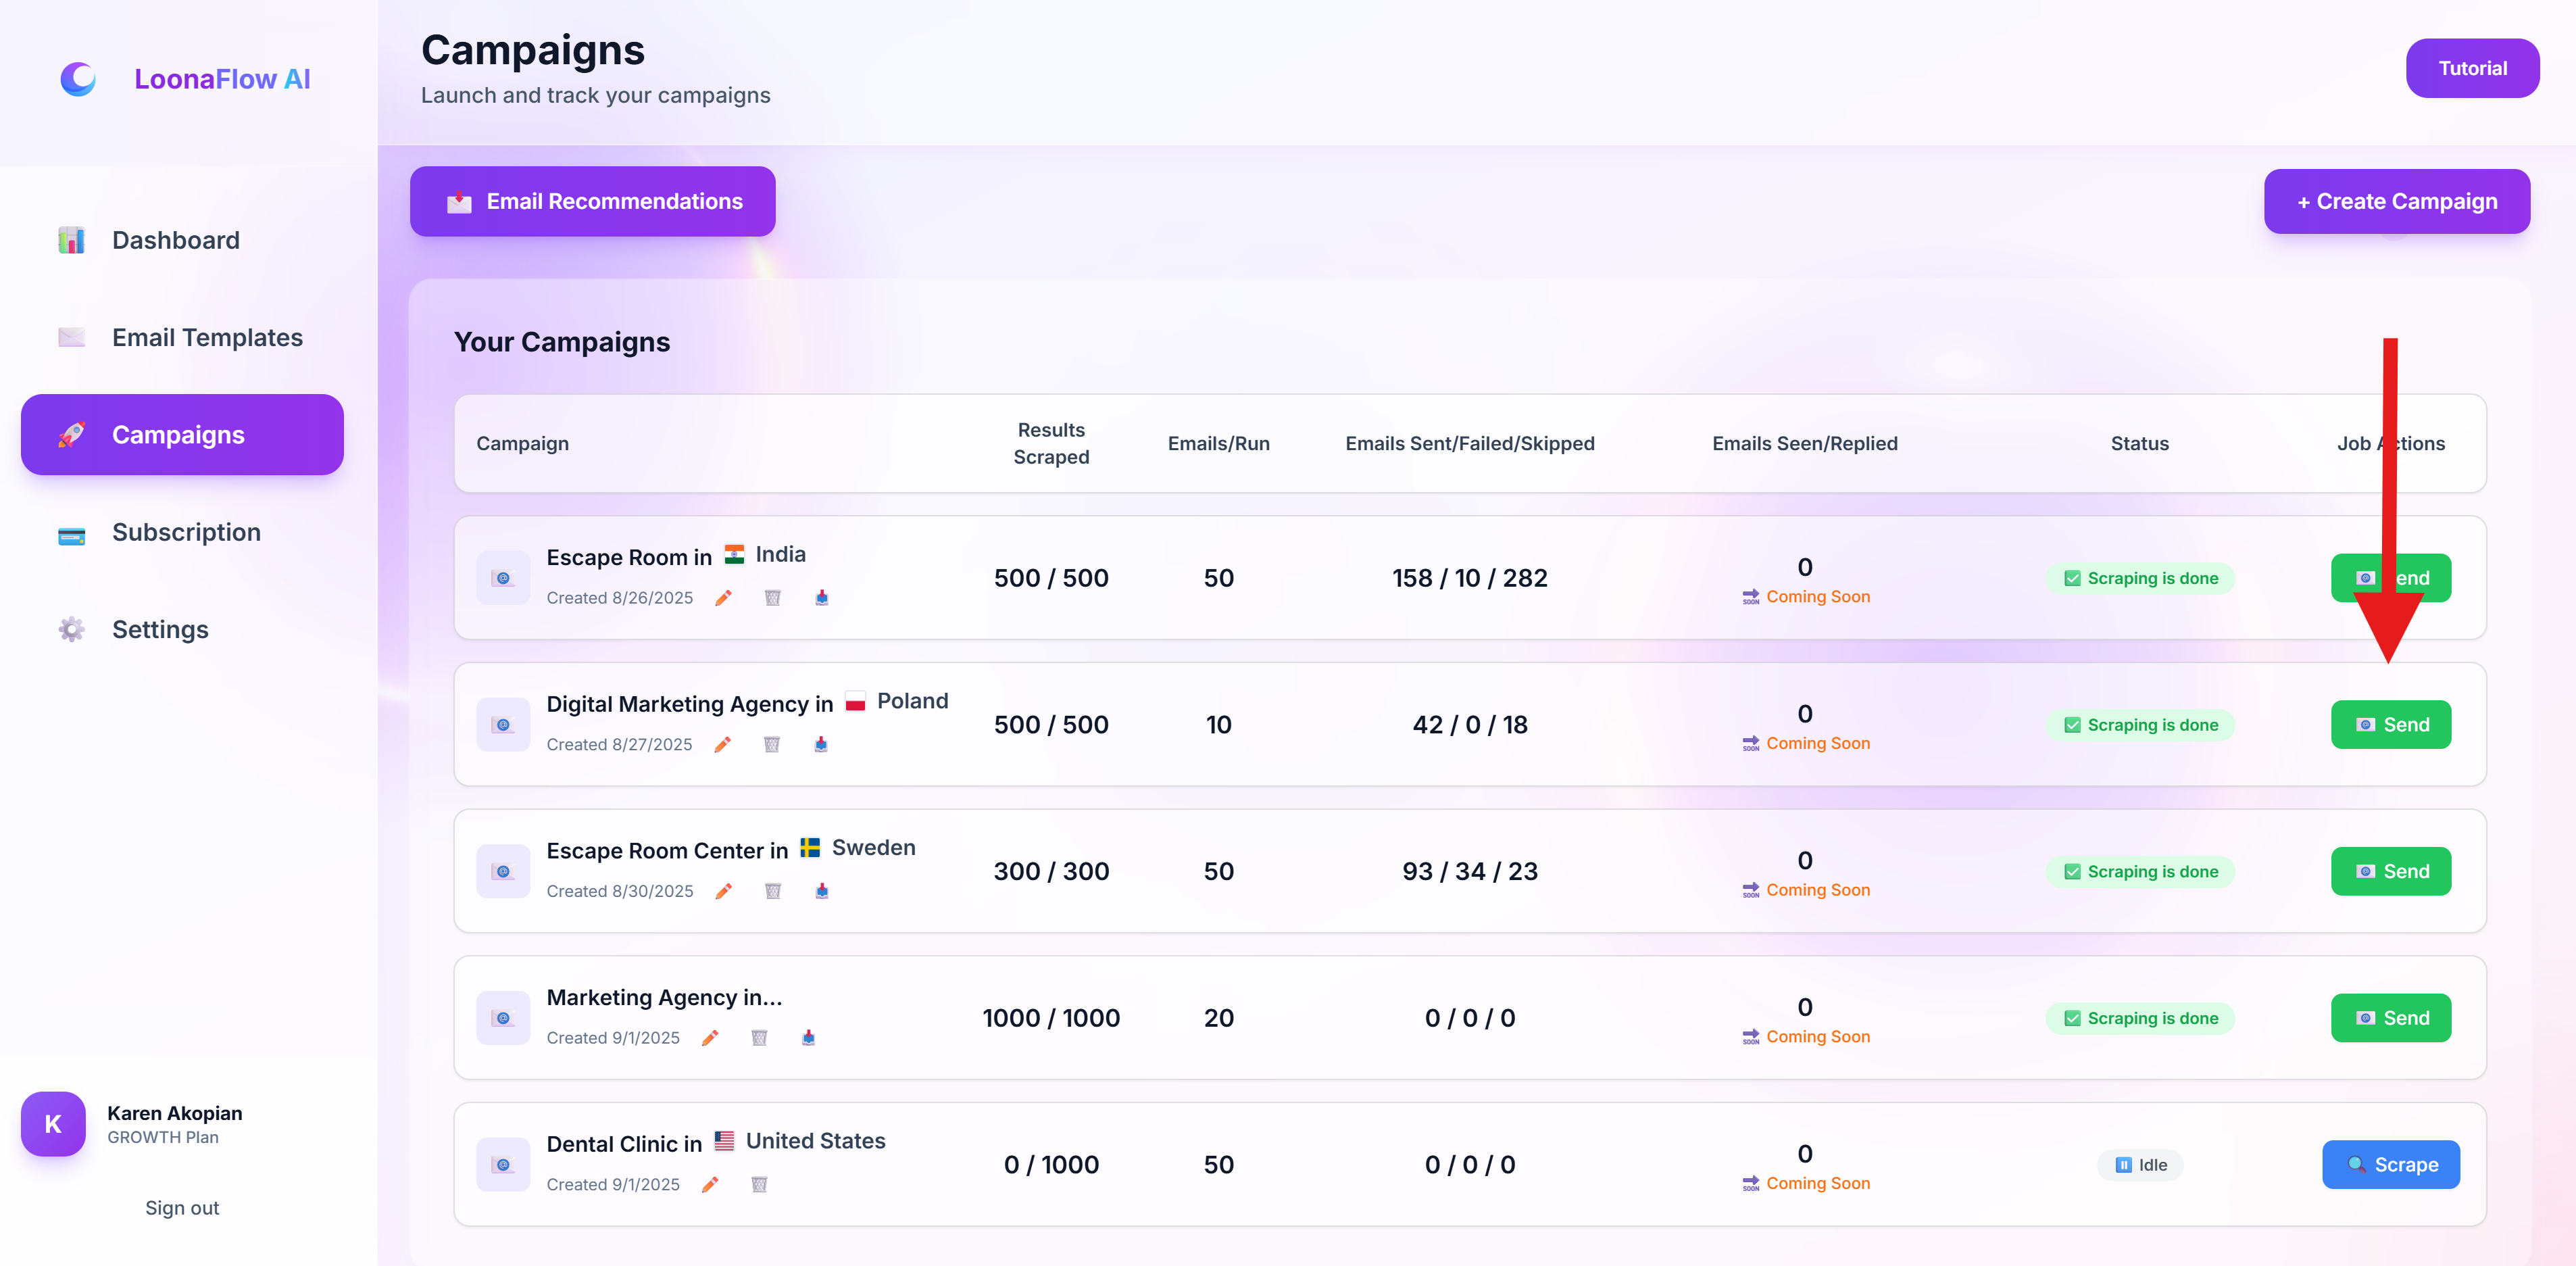 LoonaFlow AI
Dashboard
Email Templates
Campaigns
Subscription
Settings
K
Karen Akopian
GROWTH Plan
Sign out
Campaigns
Launch and track your campaigns
Tutorial
Email Recommendations
+ Create Campaign
Your Campaigns
Campaign
Results
Scraped
Emails/Run
Emails Sent/Failed/Skipped
Emails Seen/Replied
Status
Job Actions
Escape Room in India
Created 8/26/2025
500 / 500
50
158 / 10 / 282
0
SOON Coming Soon
Scraping is done
Send
Digital Marketing Agency in Poland
Created 8/27/2025
500 / 500
10
42 / 0 / 18
0
SOON Coming Soon
Scraping is done
Send
Escape Room Center in Sweden
Created 8/30/2025
300 / 300
50
93 / 34 / 23
0
SOON Coming Soon
Scraping is done
Send
Marketing Agency in...
Created 9/1/2025
1000 / 1000
20
0 / 0 / 0
0
SOON Coming Soon
Scraping is done
Send
Dental Clinic in United States
Created 9/1/2025
0 / 1000
50
0 / 0 / 0
0
SOON Coming Soon
Idle
Scrape